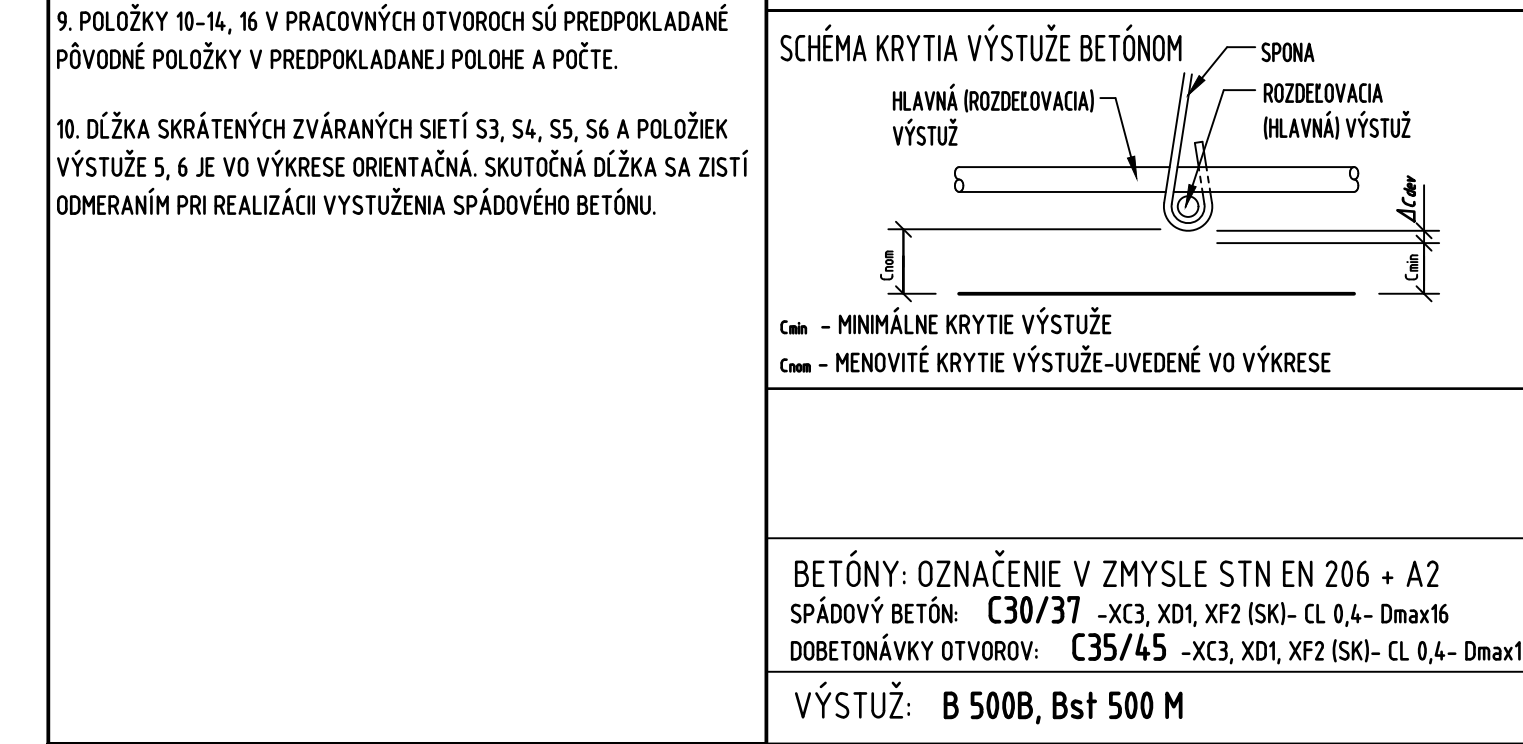 9. POLOŽKY 10-14, 16 V PRACOVNÝCH OTVOROCH SÚ PREDPOKLADANÉ
PÔVODNÉ POLOŽKY V PREDPOKLADANEJ POLOHE A POČTE.
10. DĹŽKA SKRÁTENÝCH ZVÁRANÝCH SIETÍ S3, S4, S5, S6 A POLOŽIEK
VÝSTUŽE 5, 6 JE VO VÝKRESE ORIENTAČNÁ. SKUTOČNÁ DĹŽKA SA ZISTÍ
ODMERANÍM PRI REALIZÁCII VYSTUŽENIA SPÁDOVÉHO BETÓNU.
SCHÉMA KRYTIA VÝSTUŽE BETÓNOM
SPONA
HLAVNÁ (ROZDEĽOVACIA)
VÝSTUŽ
ROZDEĽOVACIA
(HLAVNÁ) VÝSTUŽ
ΔCdev
Cnom
Cmin
Cmin - MINIMÁLNE KRYTIE VÝSTUŽE
Cnom - MENOVITÉ KRYTIE VÝSTUŽE-UVEDENÉ VO VÝKRESE
BETÓNY: OZNAČENIE V ZMYSLE STN EN 206 + A2
SPÁDOVÝ BETÓN: C30/37 -XC3, XD1, XF2 (SK)- CL 0,4- Dmax16
DOBETONÁVKY OTVOROV: C35/45 -XC3, XD1, XF2 (SK)- CL 0,4- Dmax1
VÝSTUŽ: B 500B, Bst 500 M